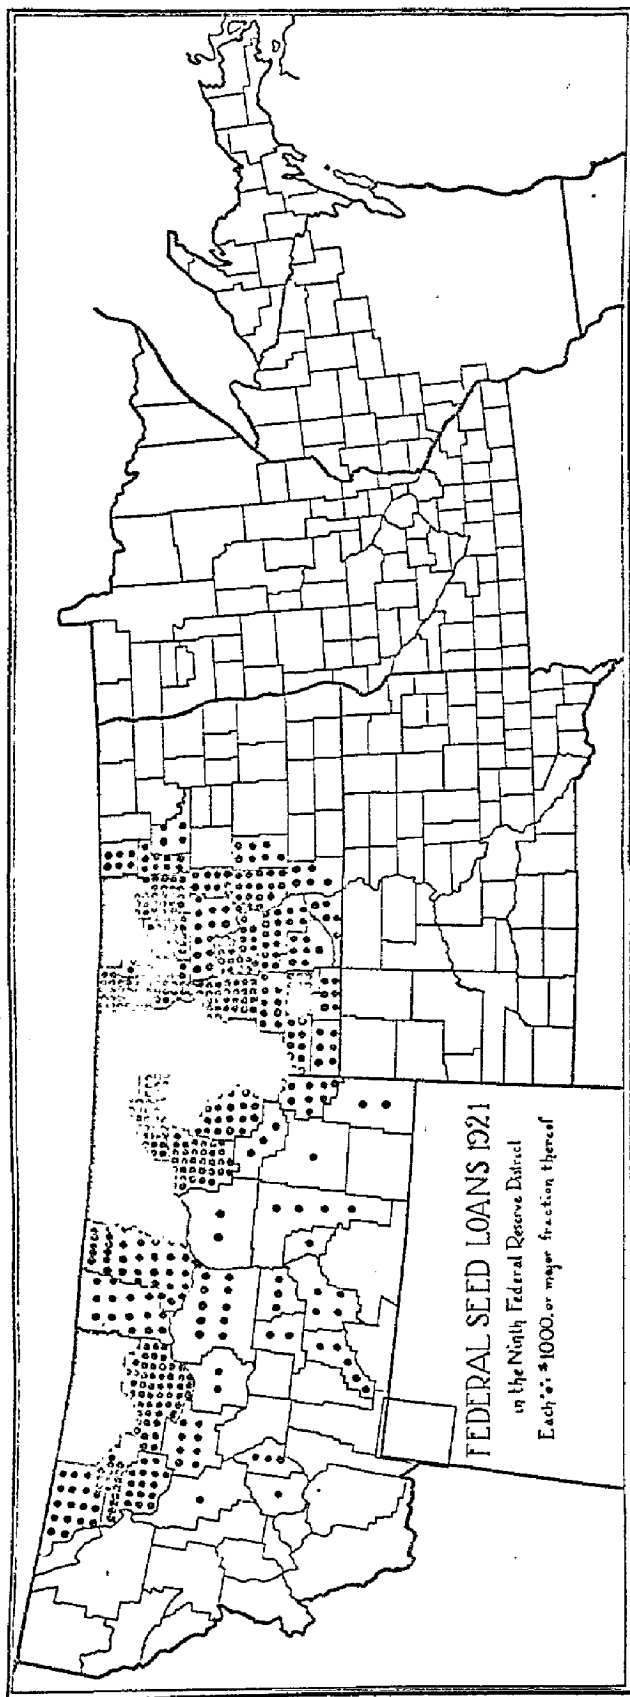 FEDERAL SEED LOANS 1921
in the Ninth Federal Reserve District
Each "●" $1000. or major fraction thereof